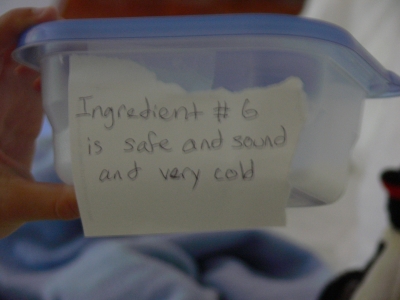 Ingredient # 6
is safe and sound
and very cold